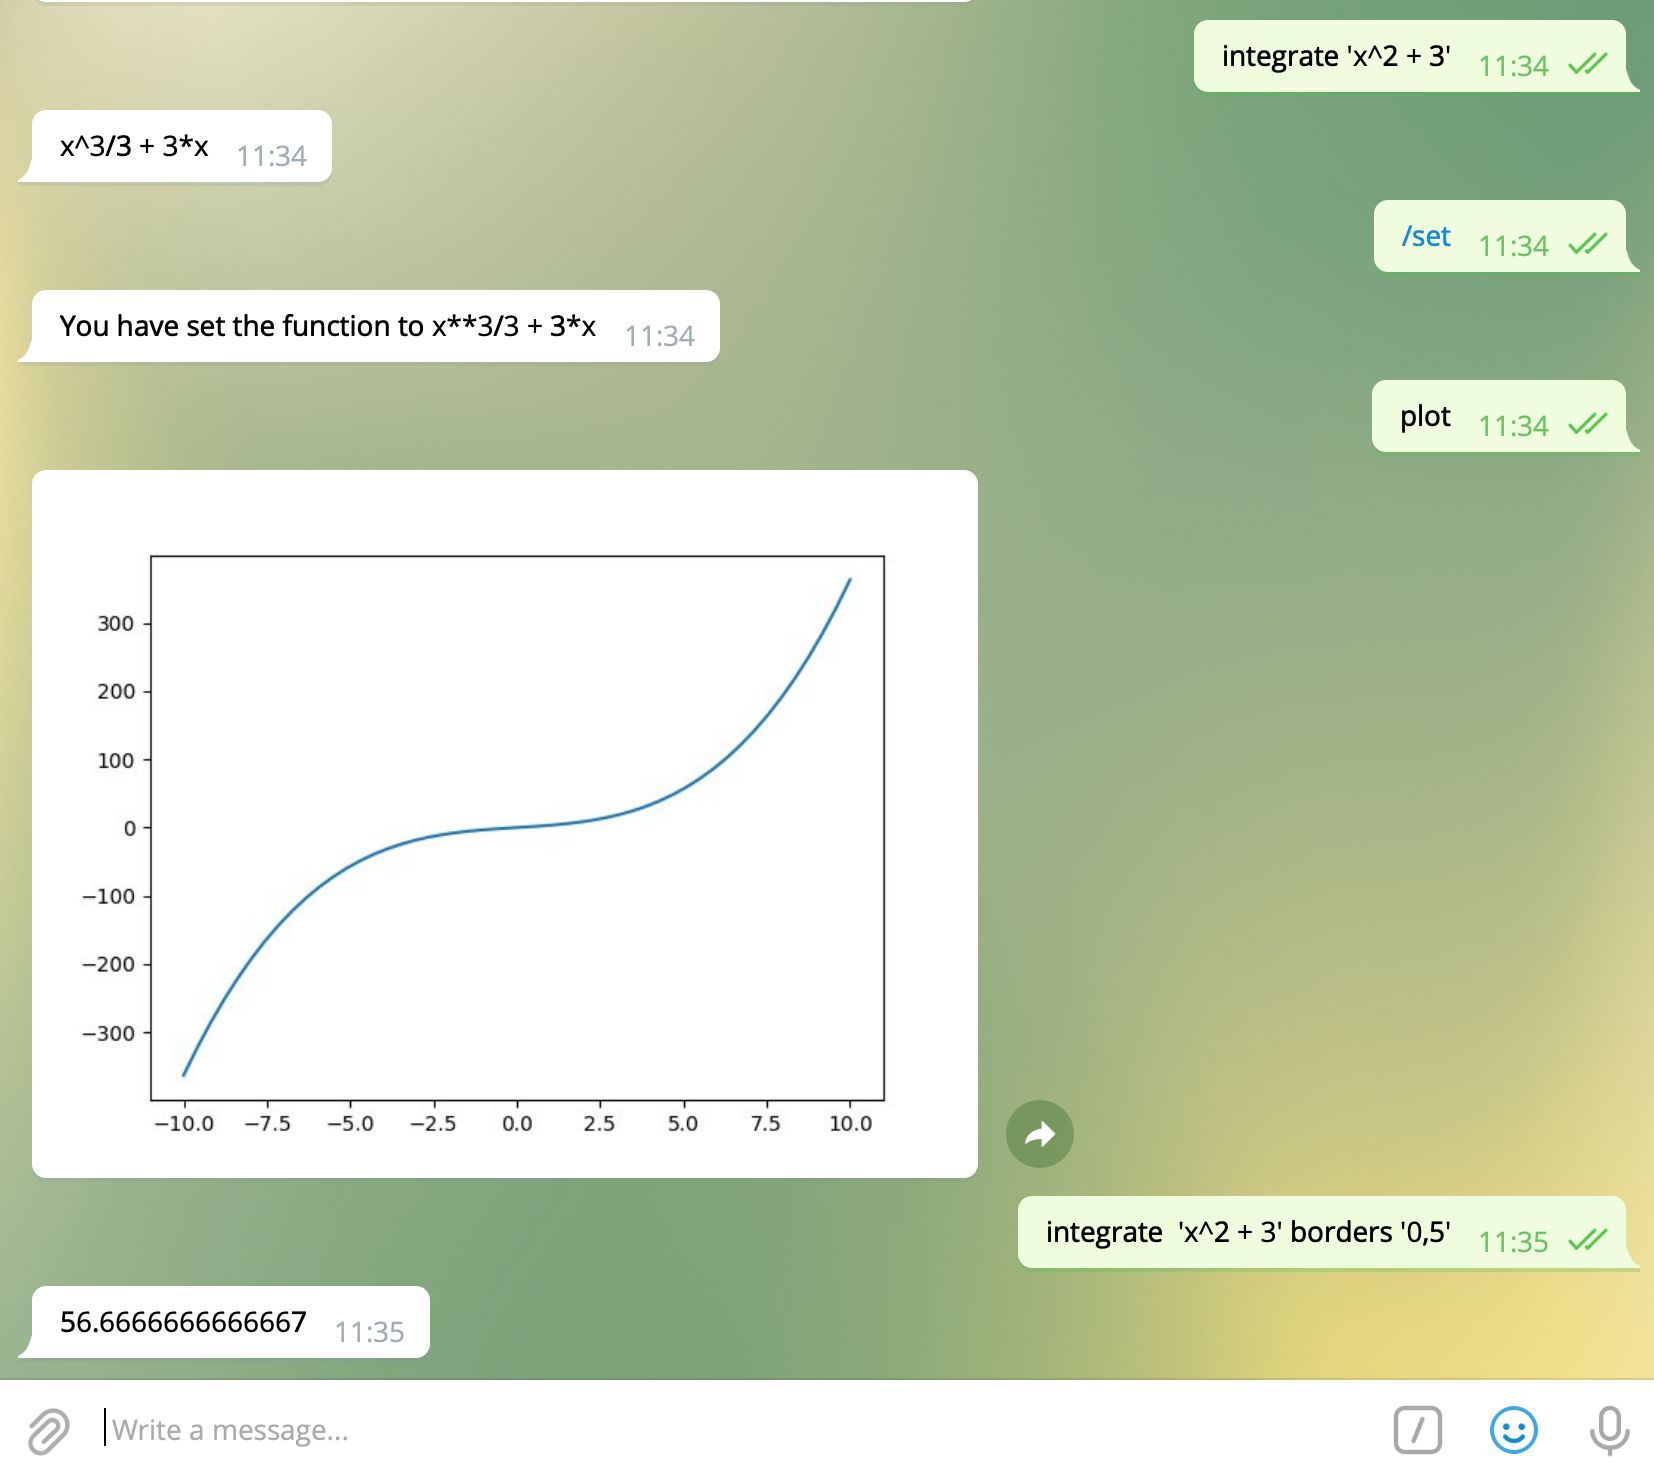 integrate 'x^2 + 3' 11:34
x^3/3 + 3*x 11:34
/set 11:34
You have set the function to x**3/3 + 3*x 11:34
plot 11:34
300
200
100
0
−100
−200
−300
−10.0 −7.5 −5.0 −2.5 0.0 2.5 5.0 7.5 10.0
integrate  'x^2 + 3' borders '0,5' 11:35
56.6666666666667 11:35
Write a message...